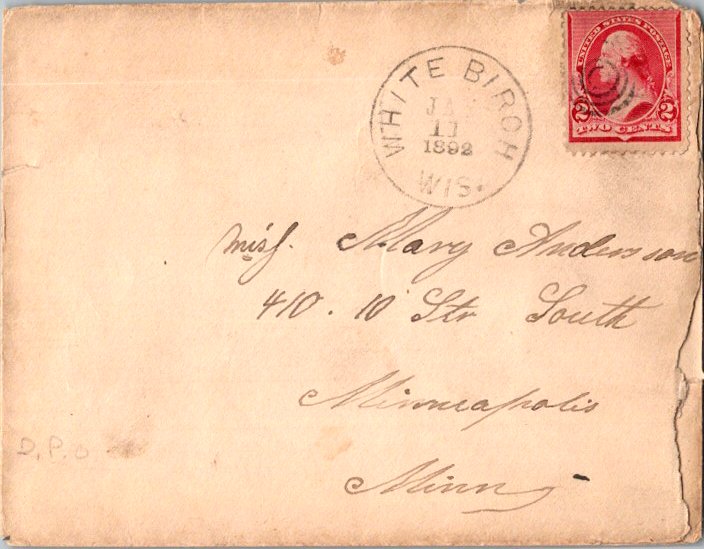 UNITED STATES POSTAGE
2 2
TWO CENTS
WHITE BIRCH
JA
11
1892
WIS.
Miss. Mary Anderson
410. 10 Str South
Minneapolis
Minn
D.P.O